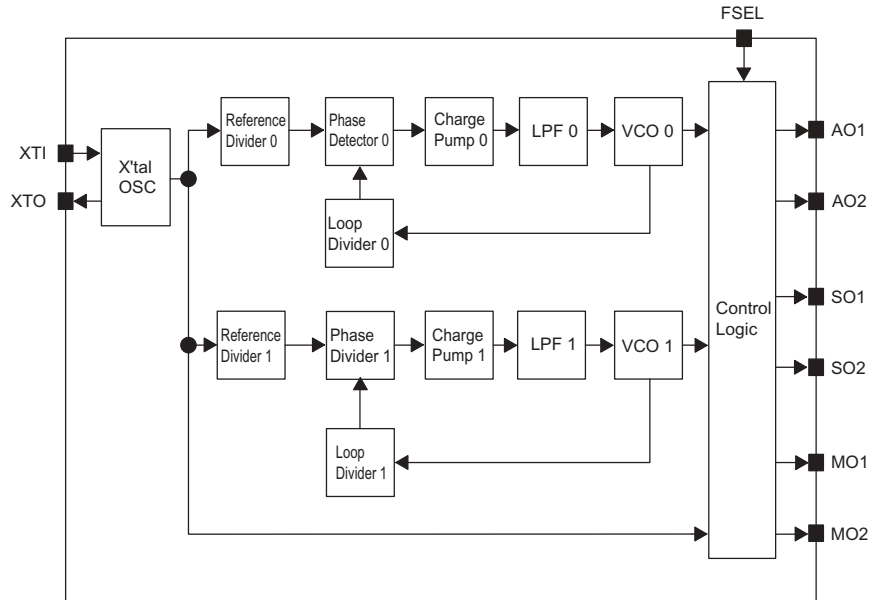 FSEL
Reference
Divider 0
Phase
Detector 0
Charge
Pump 0
LPF 0
VCO 0
AO1
XTI
X'tal
OSC
XTO
AO2
Loop
Divider 0
SO1
Control
Logic
Reference
Divider 1
Phase
Divider 1
Charge
Pump 1
LPF 1
VCO 1
SO2
Loop
Divider 1
MO1
MO2